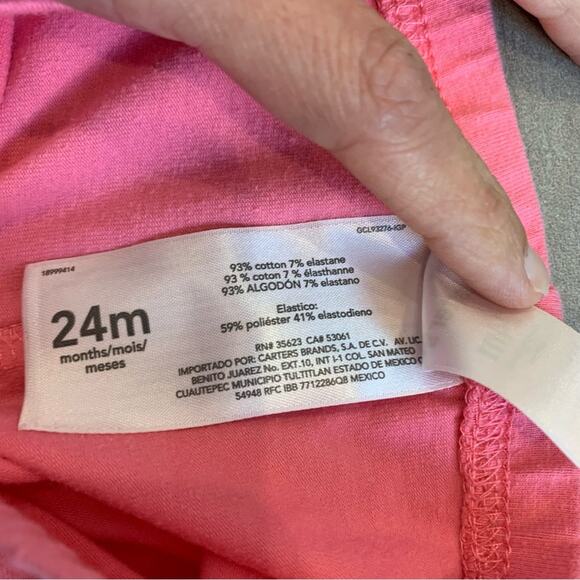 18999414
GCL93276-IGP
93% cotton 7% elastane
93 % coton 7 % élasthanne
93% ALGODÓN 7% elastano
24m
months/mois/
meses
Elastico:
59% poliéster 41% elastodieno
RN# 35623 CA# 53061
IMPORTADO POR: CARTERS BRANDS, S.A. DE C.V. AV. LIC.
BENITO JUAREZ No. EXT.10, INT I-1 COL. SAN MATEO
CUAUTEPEC MUNICIPIO TULTITLAN ESTADO DE MEXICO
54948 RFC IBB 7712286Q8 MEXICO